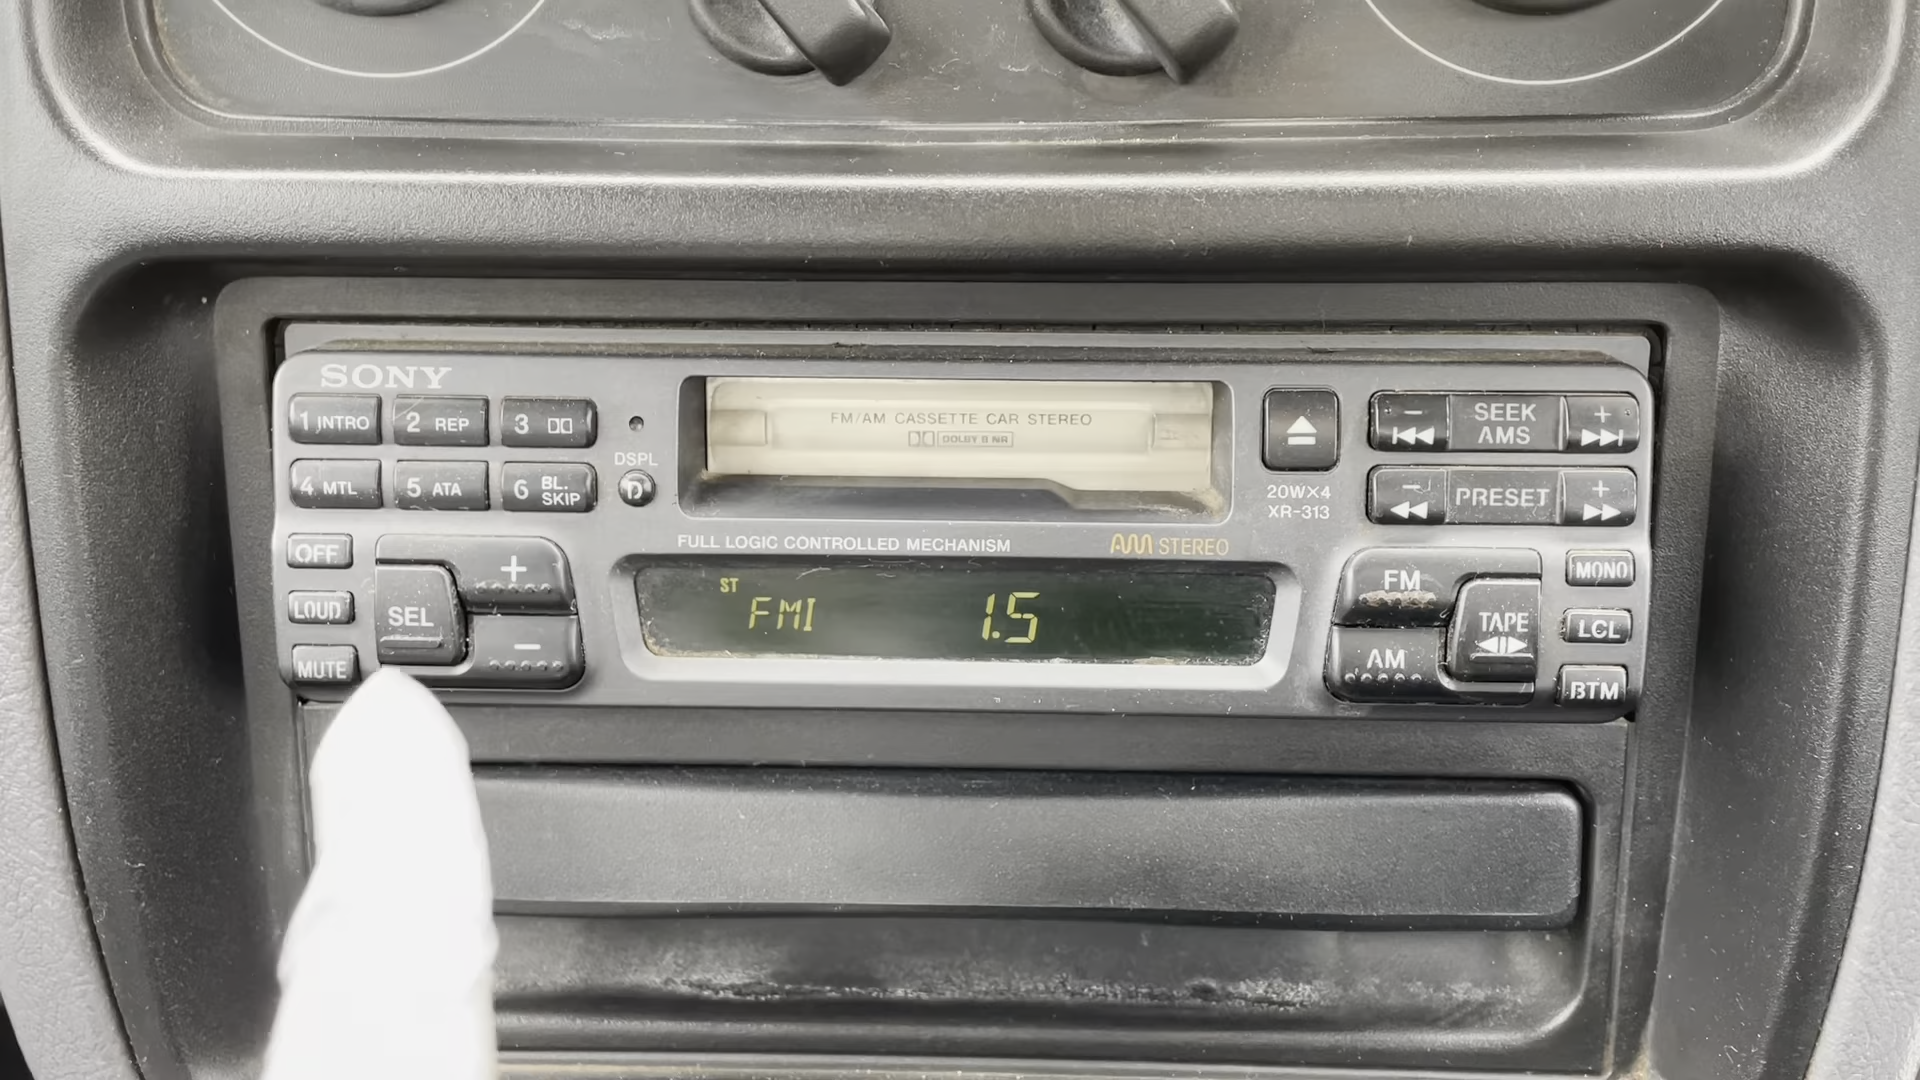 SONY
1 INTRO
2 REP
3
4 MTL
5 ATA
6 BL. SKIP
DSPL
D
FM/AM CASSETTE CAR STEREO
DOLBY B NR
20W×4
XR-313
− SEEK AMS +
− PRESET +
FULL LOGIC CONTROLLED MECHANISM
AM STEREO
OFF
LOUD
MUTE
SEL
+
−
ST
FM1 1.5
FM
AM
TAPE
MONO
LCL
BTM